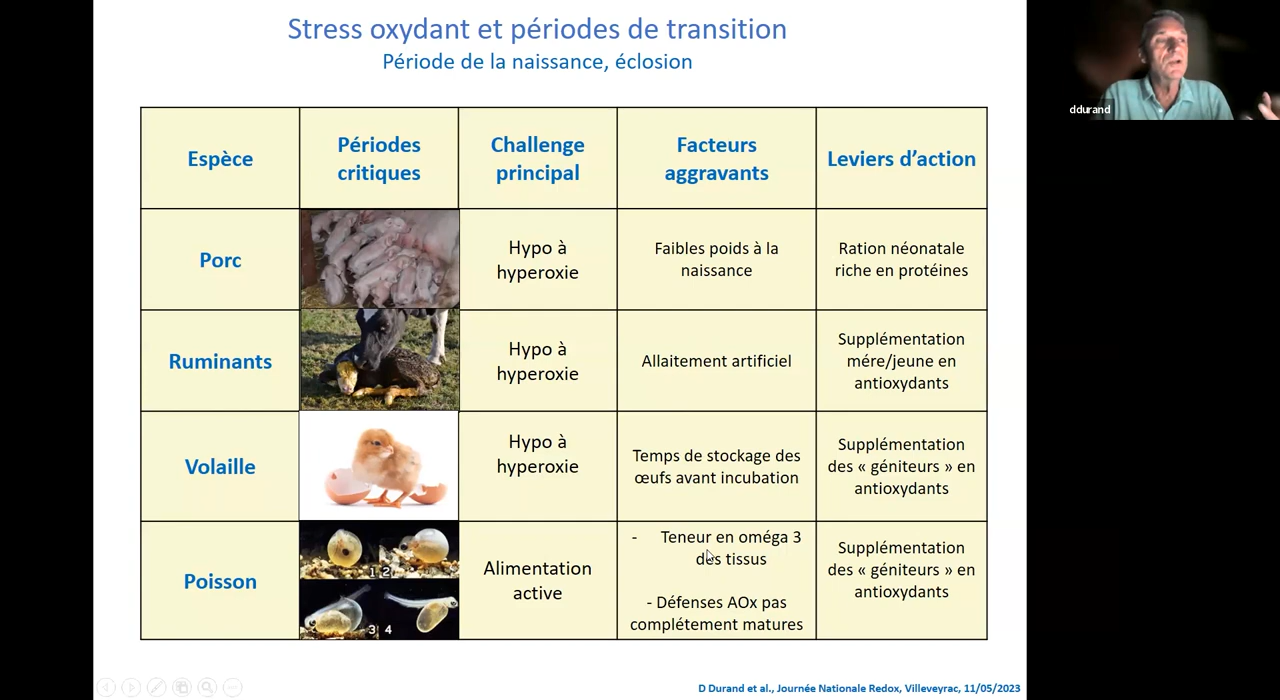 Stress oxydant et périodes de transition
Période de la naissance, éclosion
ddurand
Espèce
Périodes
critiques
Challenge
principal
Facteurs
aggravants
Leviers d'action
Porc
Hypo à
hyperoxie
Faibles poids à la
naissance
Ration néonatale
riche en protéines
Ruminants
Hypo à
hyperoxie
Allaitement artificiel
Supplémentation
mére/jeune en
antioxydants
Volaille
Hypo à
hyperoxie
Temps de stockage des
œufs avant incubation
Supplémentation
des « géniteurs » en
antioxydants
Poisson
1 2
3 4
Alimentation
active
- Teneur en oméga 3
des tissus
- Défenses AOx pas
complétement matures
Supplémentation
des « géniteurs » en
antioxydants
D Durand et al., Journée Nationale Redox, Villeveyrac, 11/05/2023